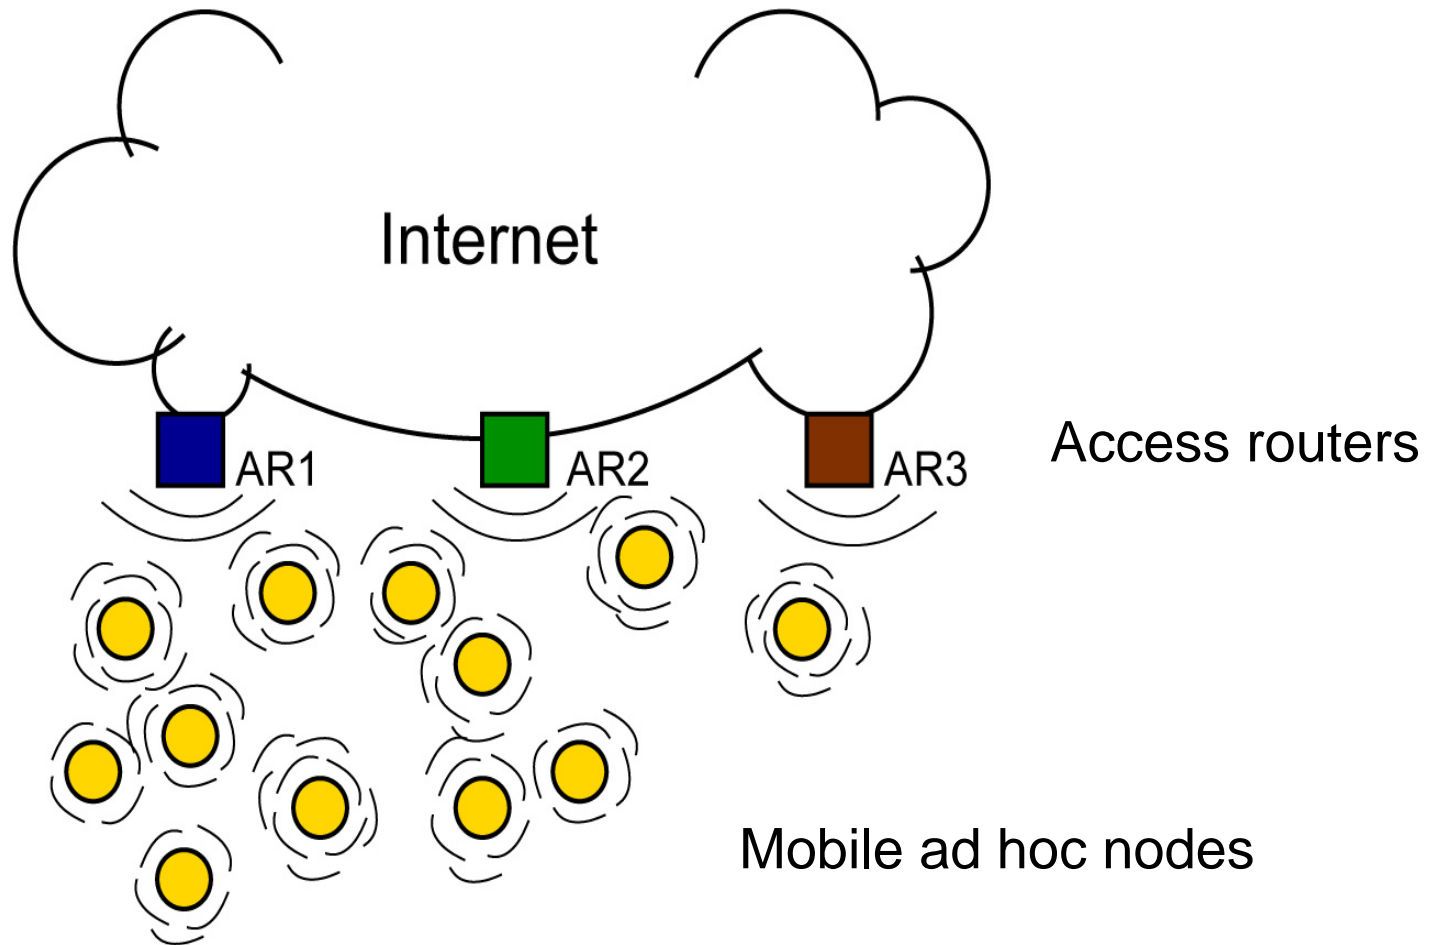 Internet
AR1
AR2
AR3
Access routers
Mobile ad hoc nodes